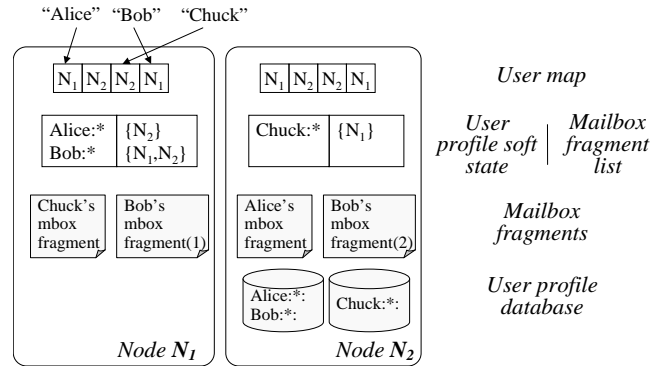 “Alice” “Bob” “Chuck”
N1 N2 N2 N1
N1 N2 N2 N1
User map
Alice:* {N2}
Bob:* {N1,N2}
Chuck:* {N1}
User profile soft state
Mailbox fragment list
Chuck's
mbox
fragment
Bob's
mbox
fragment(1)
Alice's
mbox
fragment
Bob's
mbox
fragment(2)
Mailbox
fragments
Alice:*:
Bob:*:
Chuck:*:
User profile
database
Node N1
Node N2